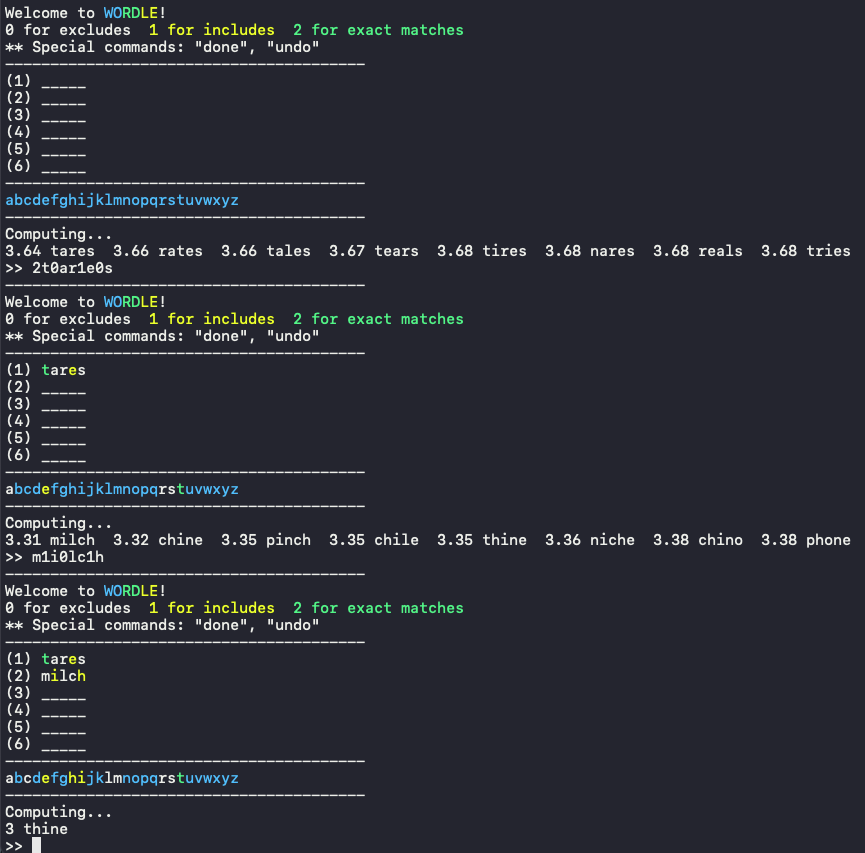 Welcome to WORDLE!
0 for excludes  1 for includes  2 for exact matches
** Special commands: "done", "undo"
----------------------------------------
(1) _____
(2) _____
(3) _____
(4) _____
(5) _____
(6) _____
----------------------------------------
abcdefghijklmnopqrstuvwxyz
----------------------------------------
Computing...
3.64 tares  3.66 rates  3.66 tales  3.67 tears  3.68 tires  3.68 nares  3.68 reals  3.68 tries
>> 2t0ar1e0s
----------------------------------------
Welcome to WORDLE!
0 for excludes  1 for includes  2 for exact matches
** Special commands: "done", "undo"
----------------------------------------
(1) tares
(2) _____
(3) _____
(4) _____
(5) _____
(6) _____
----------------------------------------
abcdefghijklmnopqrstuvwxyz
----------------------------------------
Computing...
3.31 milch  3.32 chine  3.35 pinch  3.35 chile  3.35 thine  3.36 niche  3.38 chino  3.38 phone
>> m1i0lc1h
----------------------------------------
Welcome to WORDLE!
0 for excludes  1 for includes  2 for exact matches
** Special commands: "done", "undo"
----------------------------------------
(1) tares
(2) milch
(3) _____
(4) _____
(5) _____
(6) _____
----------------------------------------
abcdefghijklmnopqrstuvwxyz
----------------------------------------
Computing...
3 thine
>>